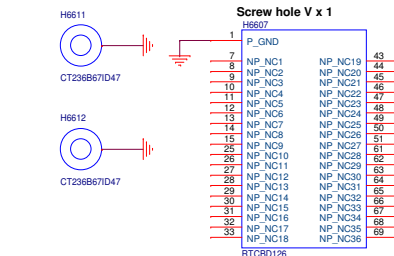 Screw hole V x 1
H6611
CT236B67ID47
H6612
CT236B67ID47
H6607
1 P_GND
7 NP_NC1 NP_NC19 43
8 NP_NC2 NP_NC20 44
9 NP_NC3 NP_NC21 45
10 NP_NC4 NP_NC22 46
11 NP_NC5 NP_NC23 47
12 NP_NC6 NP_NC24 48
13 NP_NC7 NP_NC25 49
14 NP_NC8 NP_NC26 50
15 NP_NC9 NP_NC27 51
25 NP_NC10 NP_NC28 61
26 NP_NC11 NP_NC29 62
27 NP_NC12 NP_NC30 63
28 NP_NC13 NP_NC31 64
29 NP_NC14 NP_NC32 65
30 NP_NC15 NP_NC33 66
31 NP_NC16 NP_NC34 67
32 NP_NC17 NP_NC35 68
33 NP_NC18 NP_NC36 69
RTCBD126